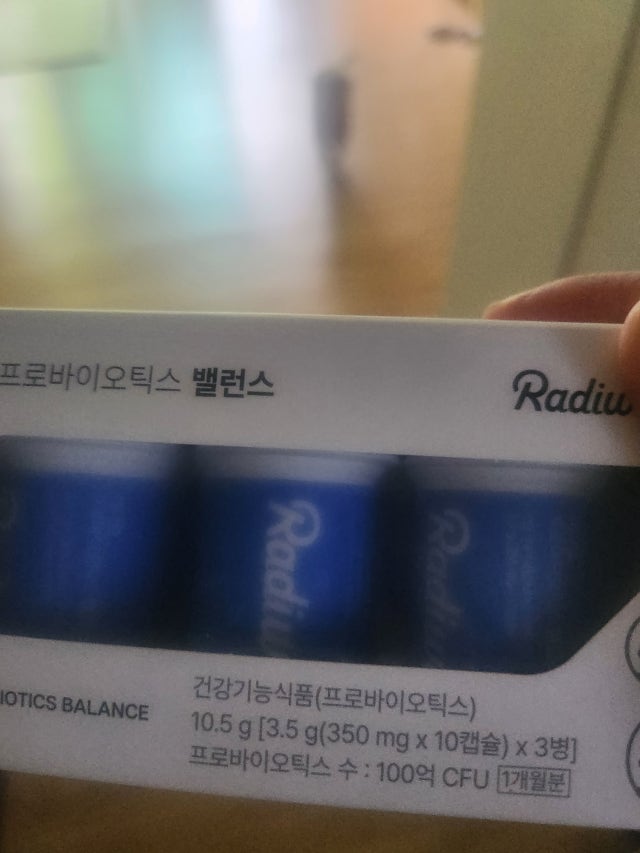 프로바이오틱스 밸런스
Radiu
Radiu
Radiu
IOTICS BALANCE
건강기능식품(프로바이오틱스)
10.5 g [3.5 g(350 mg x 10캡슐) x 3병]
프로바이오틱스 수 : 100억 CFU 1개월분